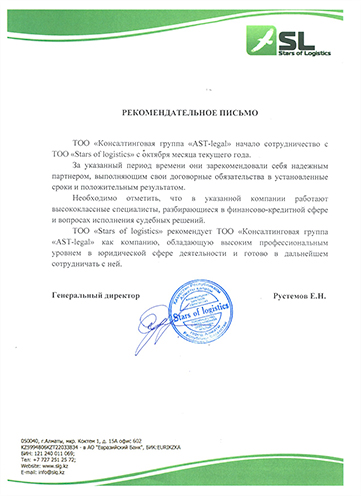 SL
Stars of Logistics
РЕКОМЕНДАТЕЛЬНОЕ ПИСЬМО
ТОО «Консалтинговая группа «AST-legal» начало сотрудничество с
ТОО «Stars of logistics» с октября месяца текущего года.
За указанный период времени они зарекомендовали себя надежным
партнером, выполняющим свои договорные обязательства в установленные
сроки и положительным результатом.
Необходимо отметить, что в указанной компании работают
высококлассные специалисты, разбирающиеся в финансово-кредитной сфере
и вопросах исполнения судебных решений.
ТОО «Stars of logistics» рекомендует ТОО «Консалтинговая группа
«AST-legal» как компанию, обладающую высоким профессиональным
уровнем в юридической сфере деятельности и готово в дальнейшем
сотрудничать с ней.
Генеральный директор Рустемов Е.Н.
Stars of logistics
050040, г.Алматы, мкр. Коктем 1, д. 15А офис 602
KZ5994806KZT22033834 - в АО "Евразийский Банк", БИК:EURIKZKA
БИН: 121 240 011 069;
Тел: +7 727 251 25 72;
Website: www.slg.kz
E-mail: info@slg.kz